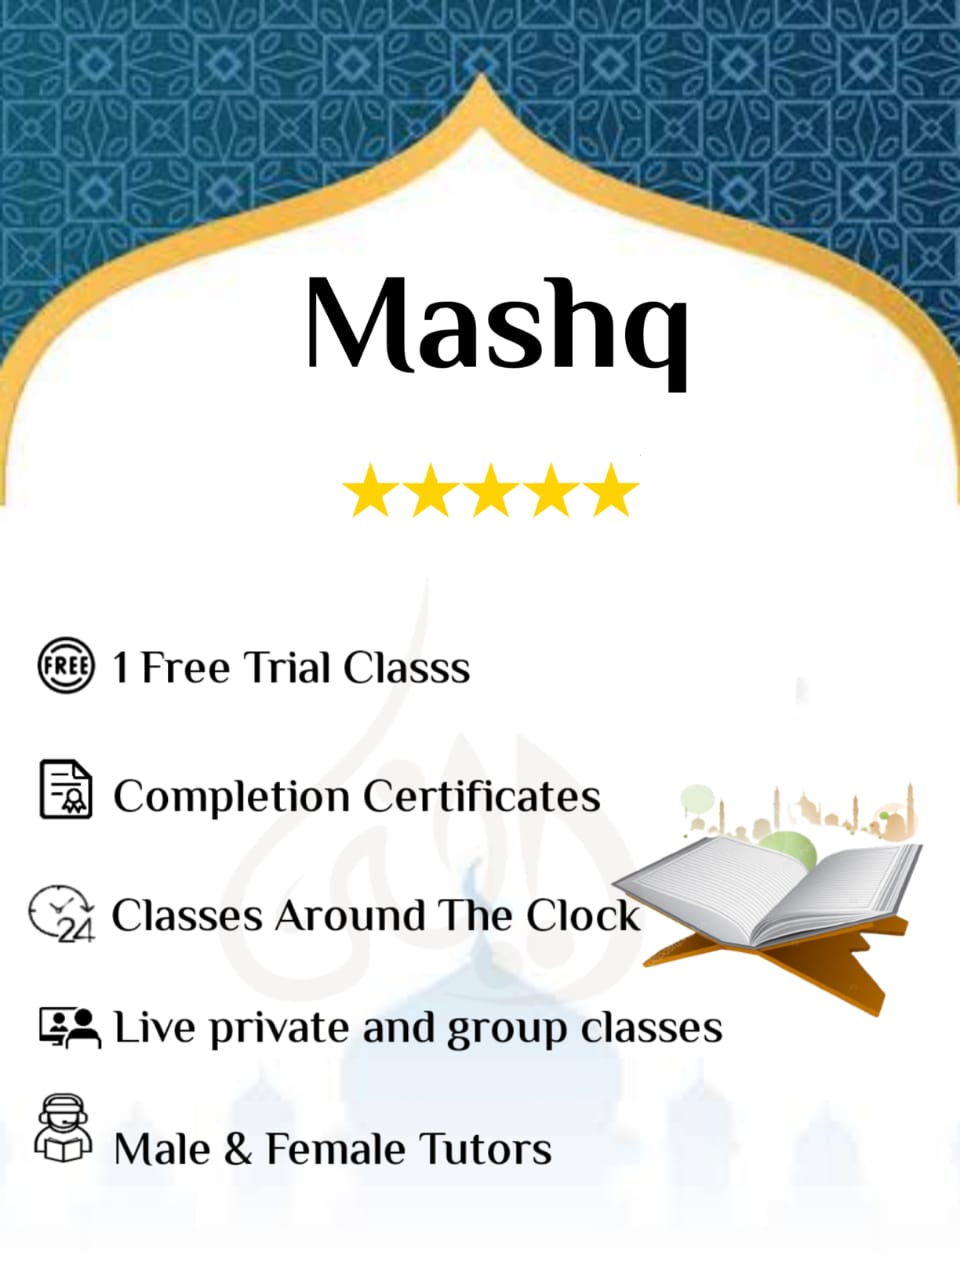 Mashq
FREE
1 Free Trial Classs
Completion Certificates
24
Classes Around The Clock
Live private and group classes
Male & Female Tutors